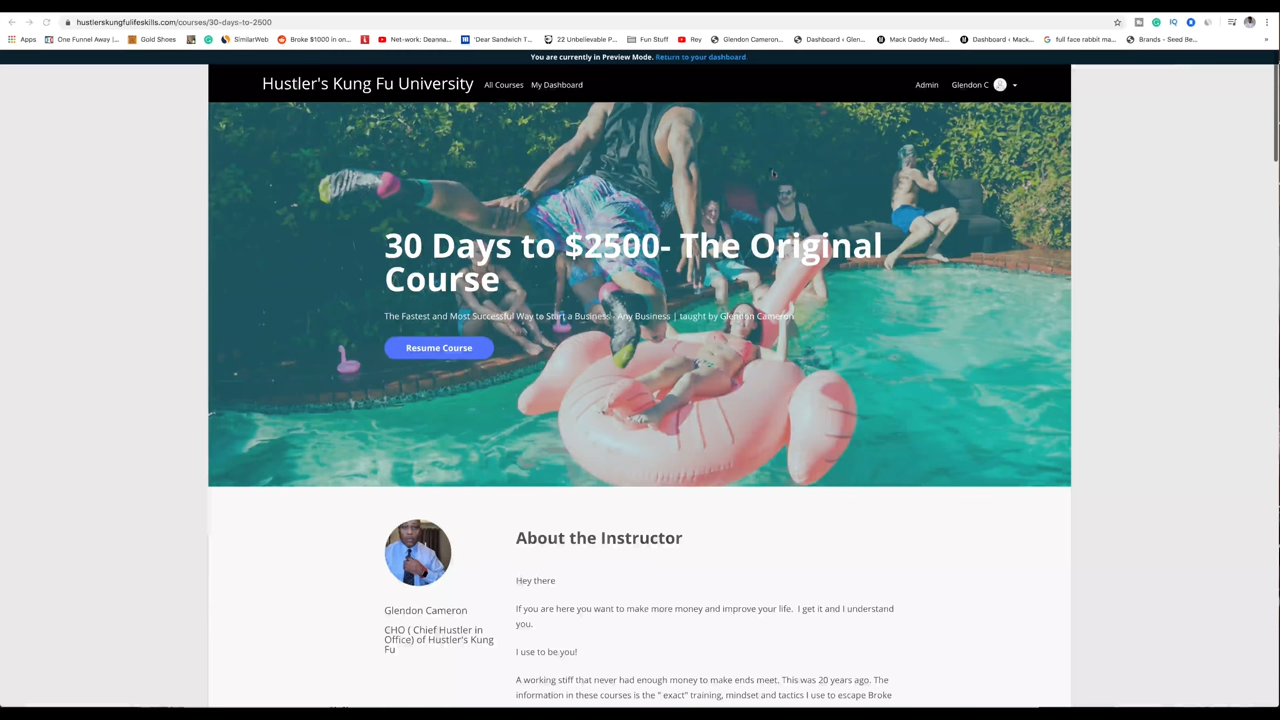 hustlerskungfulifeskills.com/courses/30-days-to-2500
Apps One Funnel Away |... Gold Shoes SimilarWeb Broke $1000 in on... Net-work: Deanna... 'Dear Sandwich T... 22 Unbelievable P... Fun Stuff Rey Glendon Cameron... Dashboard ‹ Glen... Mack Daddy Medi... Dashboard ‹ Mack... full face rabbit ma... Brands - Seed Be... »
You are currently in Preview Mode. Return to your dashboard.
Hustler's Kung Fu University All Courses My Dashboard Admin Glendon C
30 Days to $2500- The Original
Course
The Fastest and Most Successful Way to Start a Business - Any Business | taught by Glendon Cameron
Resume Course
About the Instructor
Hey there
Glendon Cameron
If you are here you want to make more money and improve your life. I get it and I understand
you.
CHO ( Chief Hustler in
Office) of Hustler's Kung
Fu
I use to be you!
A working stiff that never had enough money to make ends meet. This was 20 years ago. The
information in these courses is the " exact" training, mindset and tactics I use to escape Broke